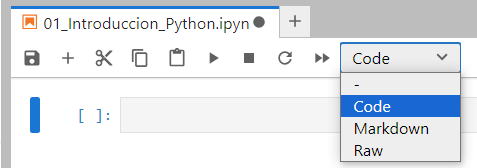 01_Introduccion_Python.ipyn
Code
[ ]:
-
Code
Markdown
Raw